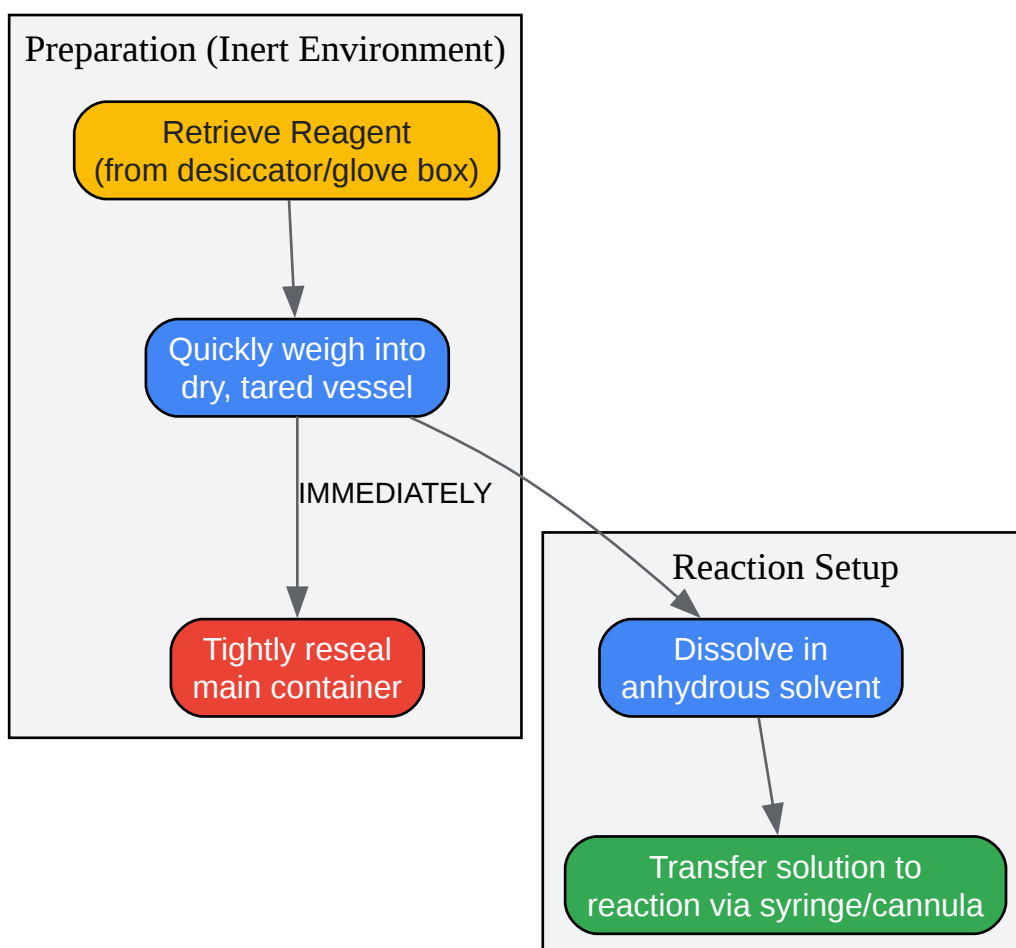 Preparation (Inert Environment)
Retrieve Reagent
(from desiccator/glove box)
Quickly weigh into
dry, tared vessel
IMMEDIATELY
Tightly reseal
main container
Reaction Setup
Dissolve in
anhydrous solvent
Transfer solution to
reaction via syringe/cannula